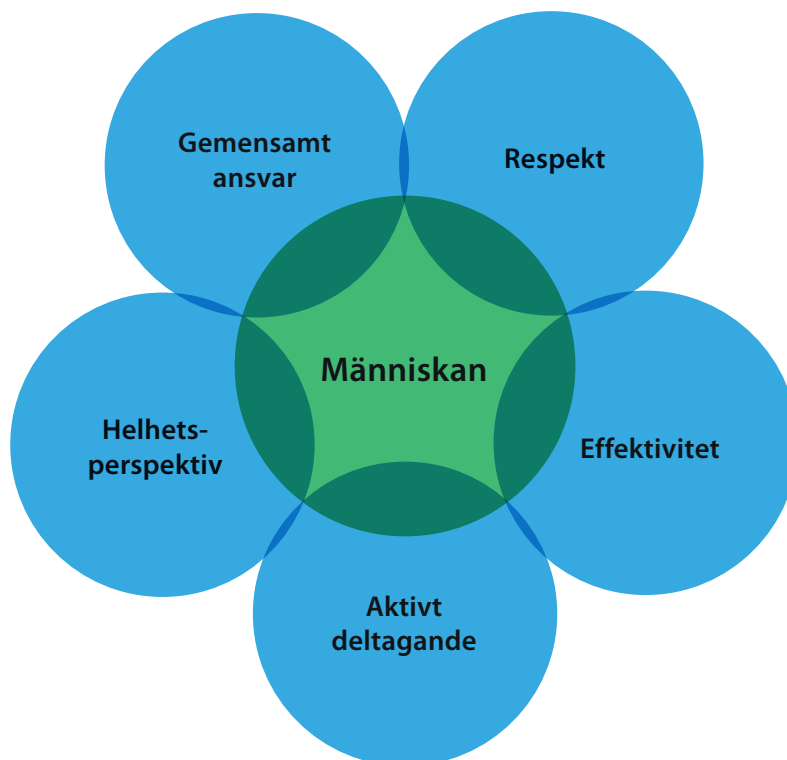 Gemensamt
ansvar
Respekt
Människan
Helhets-
perspektiv
Effektivitet
Aktivt
deltagande